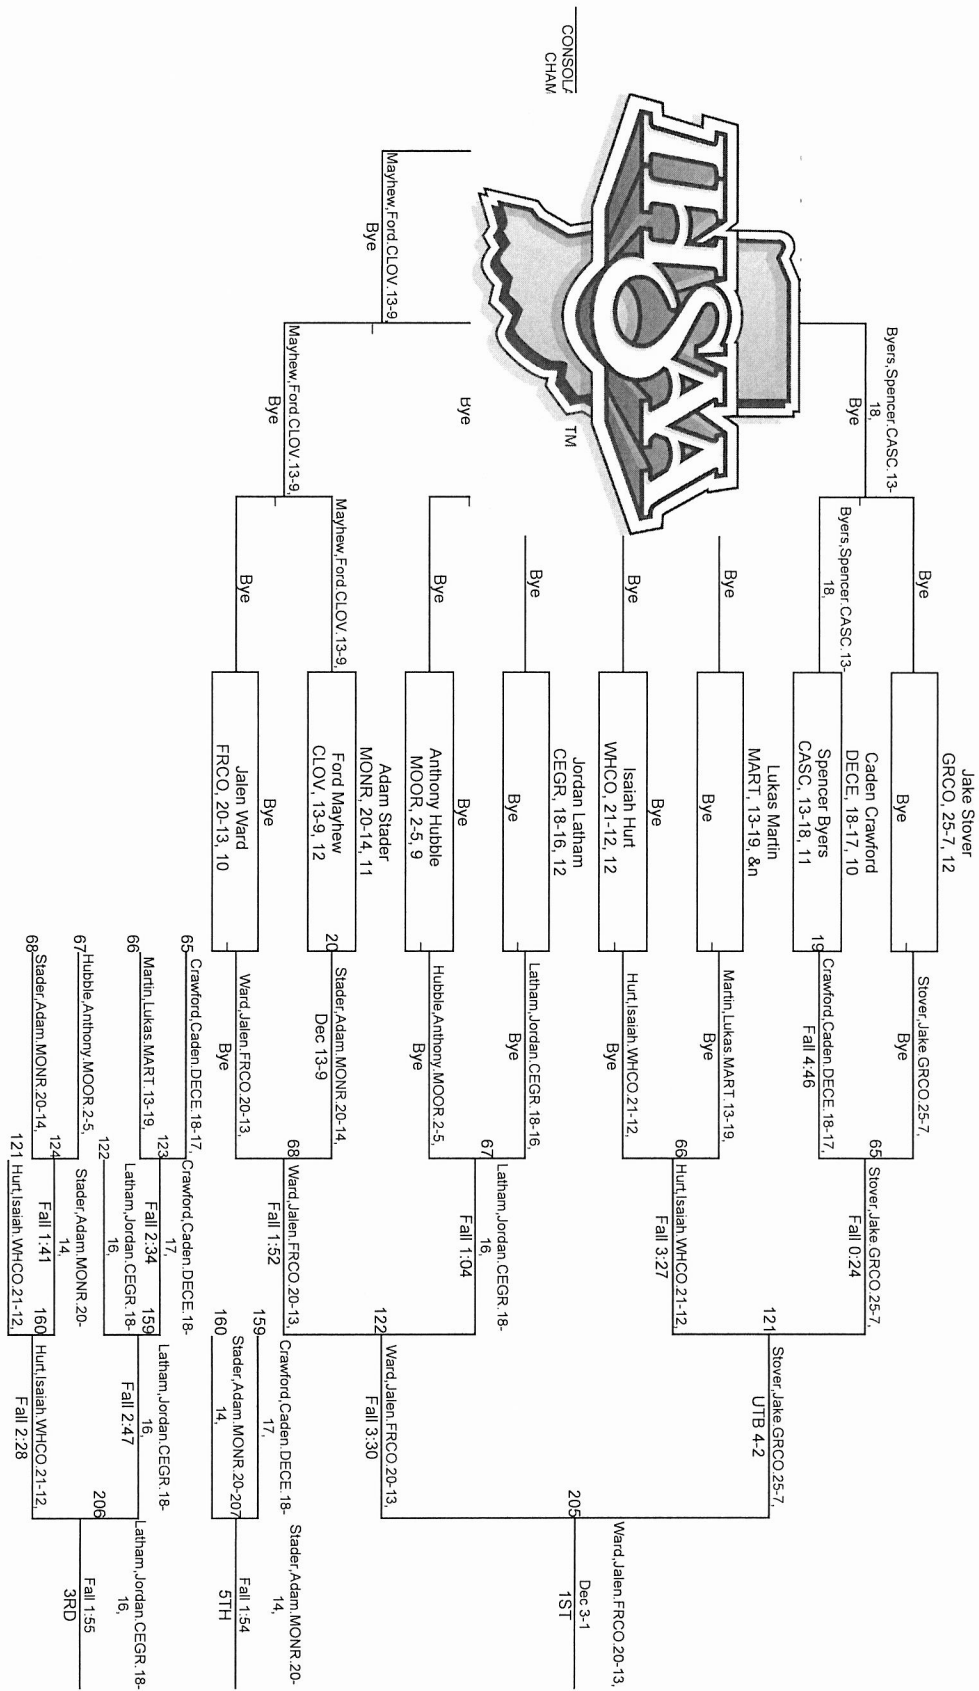 CONSOLA
CHAM
IHSAA
TM
Byers,Spencer.CASC.13-
18,
Bye
Bye
Mayhew,Ford.CLOV.13-9,
Bye
Bye
Byers,Spencer.CASC.13-
18,
Bye
Bye
Bye
Bye
Mayhew,Ford.CLOV.13-9,
Bye
Mayhew,Ford.CLOV.13-9,
Bye
Jake Stover
GRCO, 25-7, 12
Bye
Caden Crawford
DECE, 18-17, 10
Spencer Byers
CASC, 13-18, 11
19
Lukas Martin
MART, 13-19, &n
Bye
Bye
Isaiah Hurt
WHCO, 21-12, 12
Jordan Latham
CEGR, 18-16, 12
Bye
Bye
Anthony Hubble
MOOR, 2-5, 9
Adam Stader
MONR, 20-14, 11
Ford Mayhew
CLOV, 13-9, 12
20
Bye
Jalen Ward
FRCO, 20-13, 10
Stover,Jake.GRCO.25-7,
Bye
Crawford,Caden.DECE.18-17,
Fall 4:46
Martin,Lukas.MART.13-19,
Bye
Hurt,Isaiah.WHCO.21-12,
Bye
Latham,Jordan.CEGR.18-16,
Bye
Hubble,Anthony.MOOR.2-5,
Bye
Stader,Adam.MONR.20-14,
Dec 13-9
Ward,Jalen.FRCO.20-13,
Bye
65
Stover,Jake.GRCO.25-7,
Fall 0:24
66
Hurt,Isaiah.WHCO.21-12,
Fall 3:27
67
Latham,Jordan.CEGR.18-
16,
Fall 1:04
68
Ward,Jalen.FRCO.20-13,
Fall 1:52
121
Stover,Jake.GRCO.25-7,
UTB 4-2
122
Ward,Jalen.FRCO.20-13,
Fall 3:30
205
Ward,Jalen.FRCO.20-13,
Dec 3-1
1ST
159
Crawford,Caden.DECE.18-
17,
160
Stader,Adam.MONR.20-
14,
207
Stader,Adam.MONR.20-
14,
Fall 1:54
5TH
65
Crawford,Caden.DECE.18-17,
66
Martin,Lukas.MART.13-19,
67
Hubble,Anthony.MOOR.2-5,
68
Stader,Adam.MONR.20-14,
123
Crawford,Caden.DECE.18-
17,
Fall 2:34
122
Latham,Jordan.CEGR.18-
16,
124
Stader,Adam.MONR.20-
14,
Fall 1:41
121
Hurt,Isaiah.WHCO.21-12,
159
Latham,Jordan.CEGR.18-
16,
Fall 2:47
160
Hurt,Isaiah.WHCO.21-12,
Fall 2:28
206
Latham,Jordan.CEGR.18-
16,
Fall 1:55
3RD